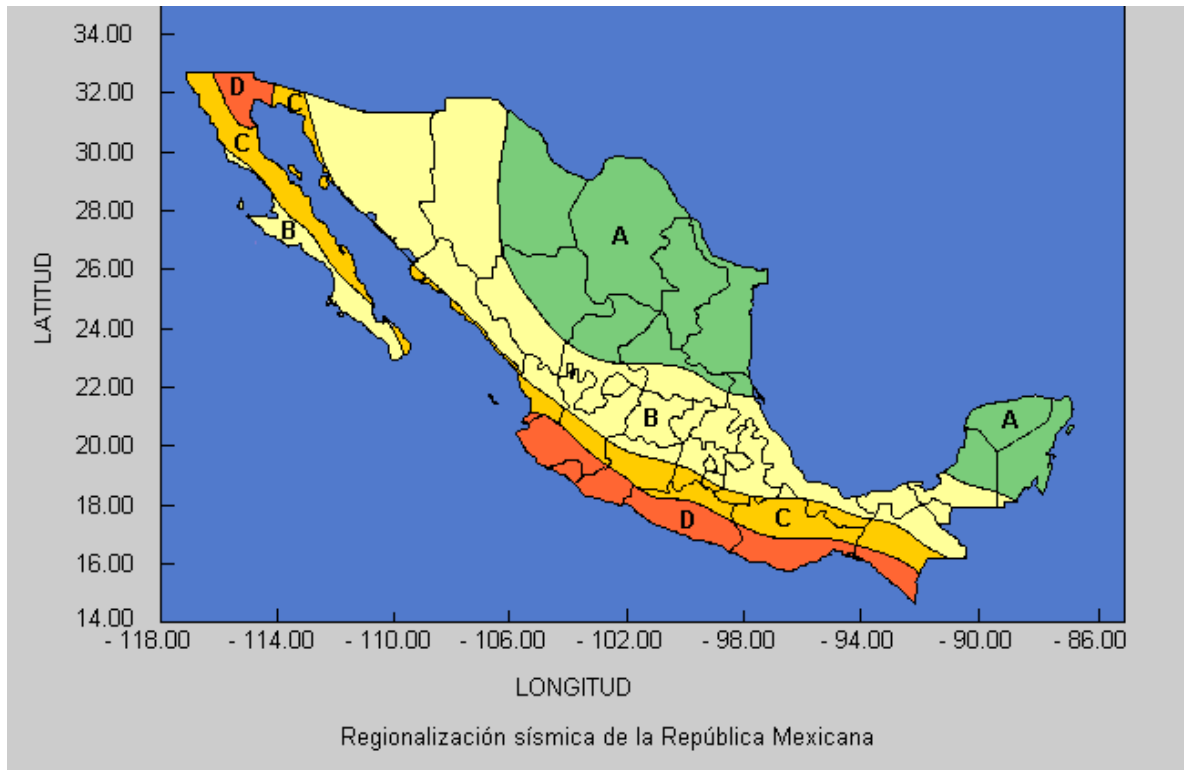 34.00
32.00
30.00
28.00
26.00
24.00
22.00
20.00
18.00
16.00
14.00
LATITUD
D
C
C
B
A
B
A
C
D
- 118.00 - 114.00 - 110.00 - 106.00 - 102.00 - 98.00 - 94.00 - 90.00 - 86.00
LONGITUD
Regionalización sísmica de la República Mexicana